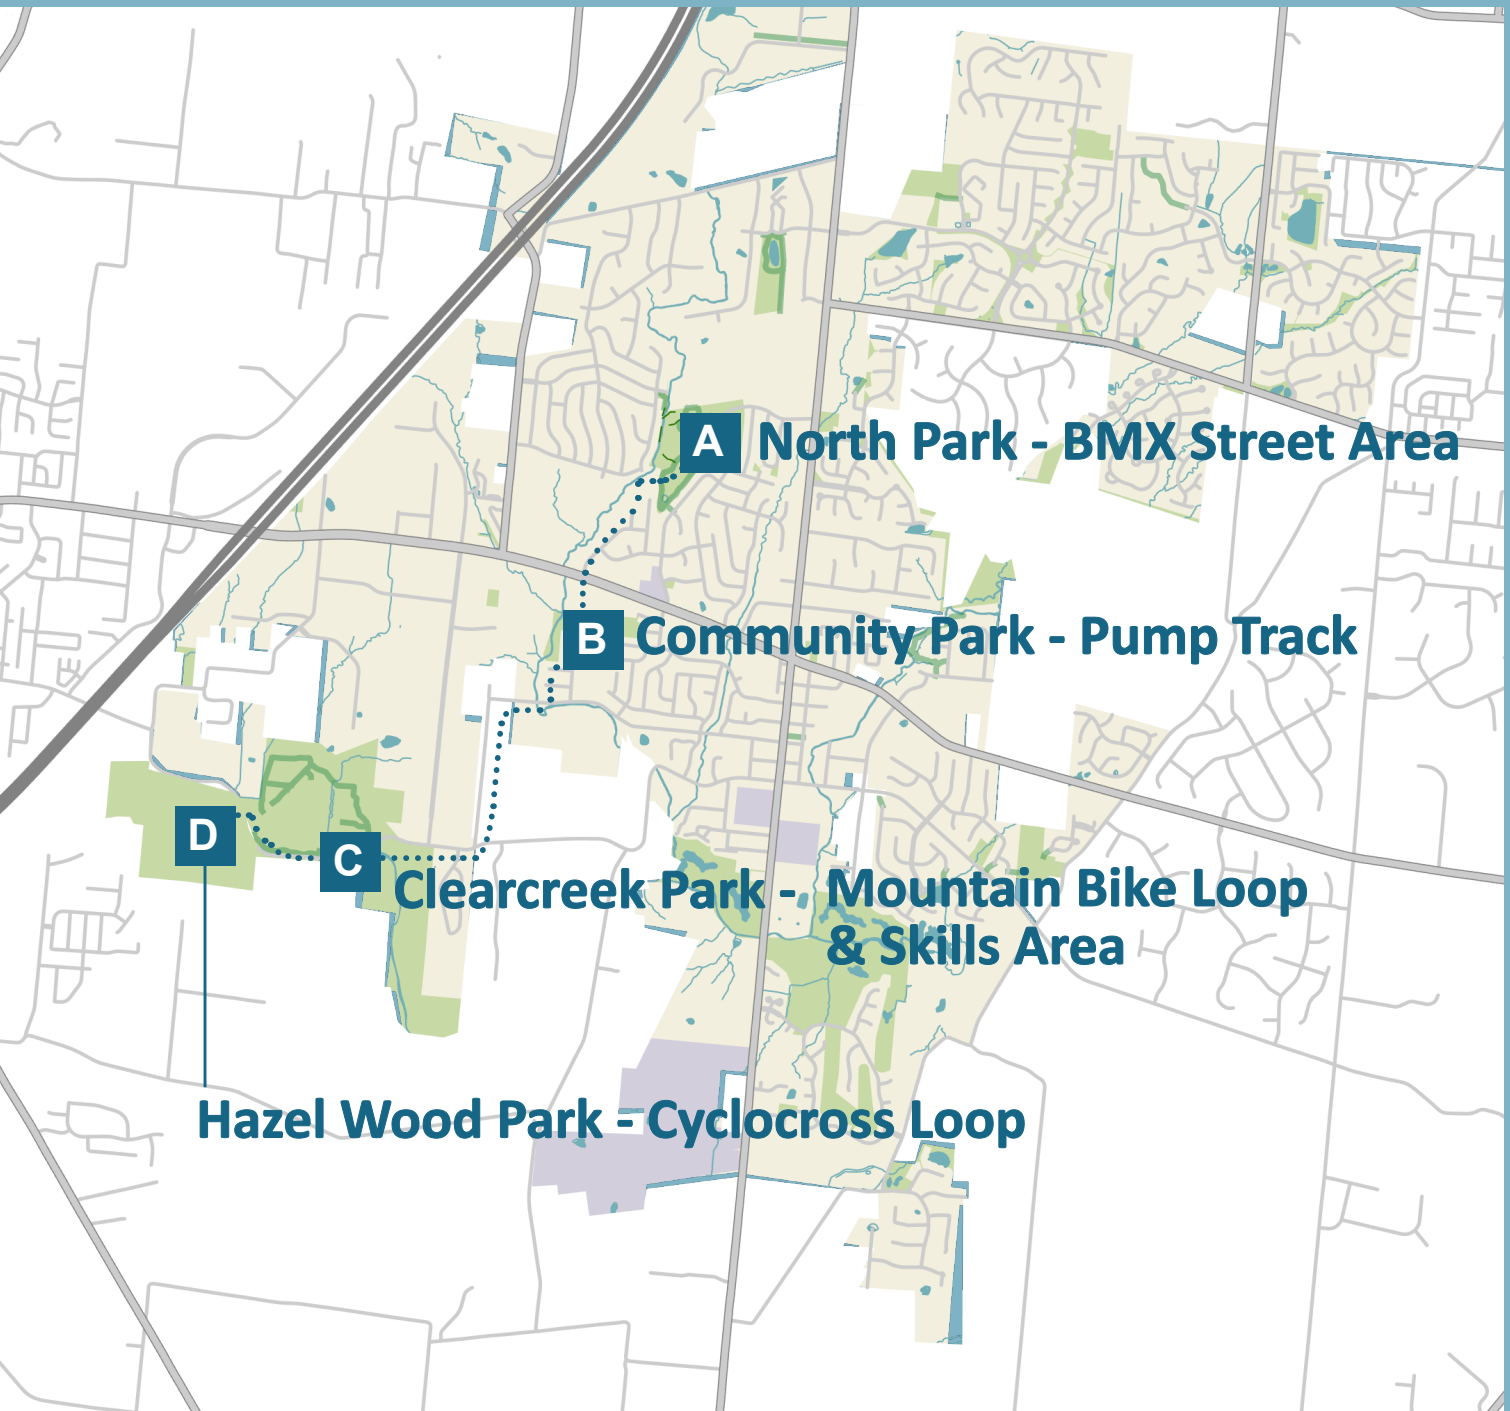 A North Park - BMX Street Area
B Community Park - Pump Track
D
C
Clearcreek Park - Mountain Bike Loop
& Skills Area
Hazel Wood Park - Cyclocross Loop